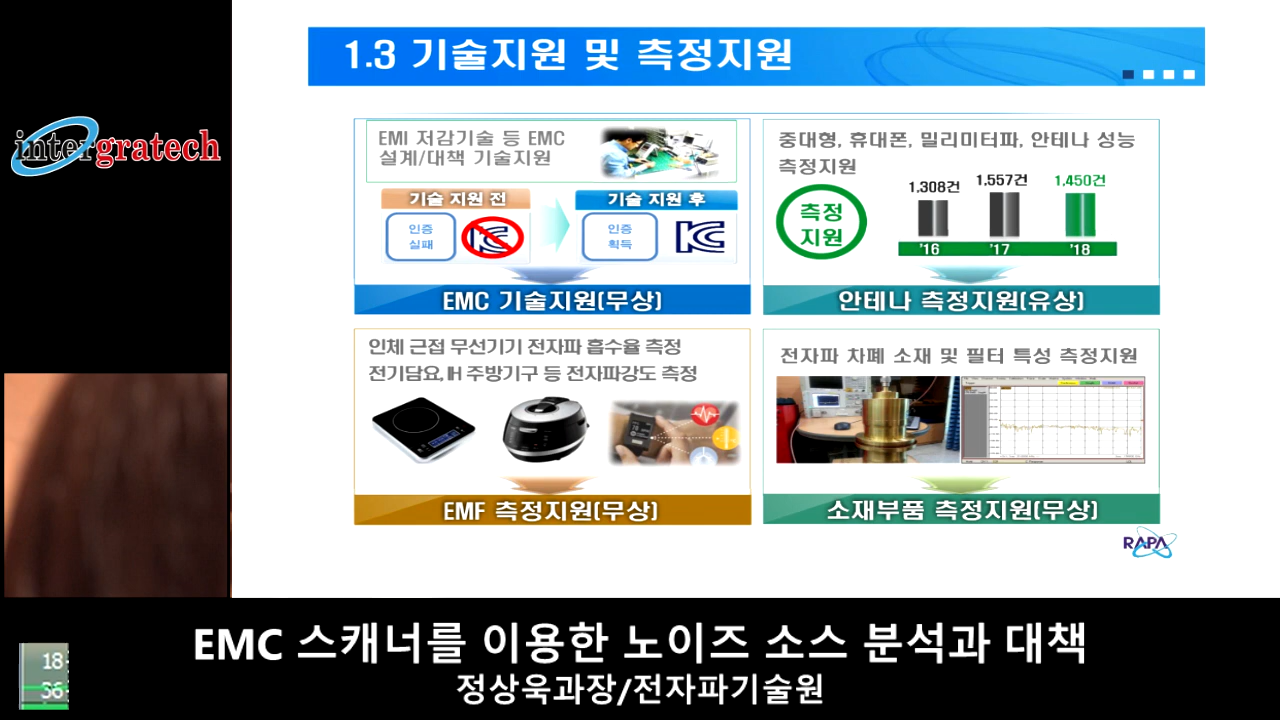 1.3 기술지원 및 측정지원
intergratech
EMI 저감기술 등 EMC
설계/대책 기술지원
기술 지원 전
기술 지원 후
인증
실패
인증
획득
EMC 기술지원(무상)
중대형, 휴대폰, 밀리미터파, 안테나 성능
측정지원
측정
지원
1,308건
1,557건
1,450건
'16
'17
'18
안테나 측정지원(유상)
인체 근접 무선기기 전자파 흡수율 측정
전기담요, IH 주방기구 등 전자파강도 측정
EMF 측정지원(무상)
전자파 차폐 소재 및 필터 특성 측정지원
소재부품 측정지원(무상)
RAPA
EMC 스캐너를 이용한 노이즈 소스 분석과 대책
정상욱과장/전자파기술원
18
36